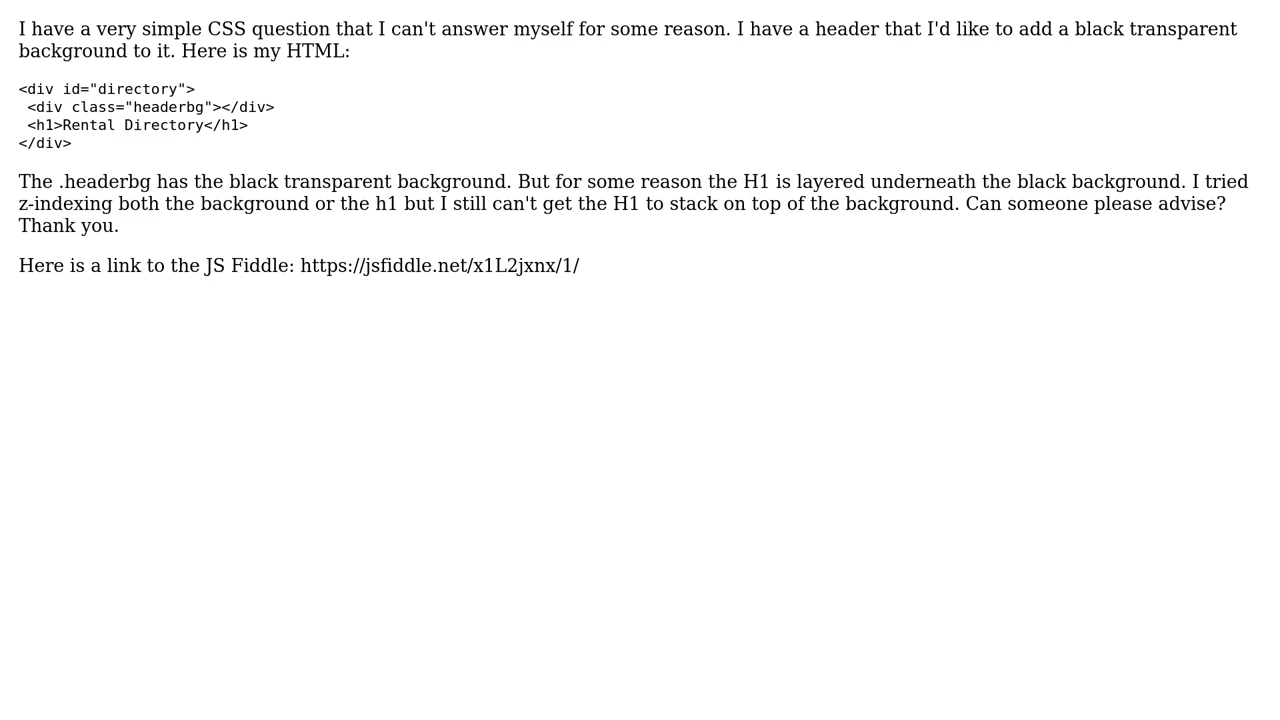 I have a very simple CSS question that I can't answer myself for some reason. I have a header that I'd like to add a black transparent
background to it. Here is my HTML:
<div id="directory">
 <div class="headerbg"></div>
 <h1>Rental Directory</h1>
</div>
The .headerbg has the black transparent background. But for some reason the H1 is layered underneath the black background. I tried
z-indexing both the background or the h1 but I still can't get the H1 to stack on top of the background. Can someone please advise?
Thank you.
Here is a link to the JS Fiddle: https://jsfiddle.net/x1L2jxnx/1/